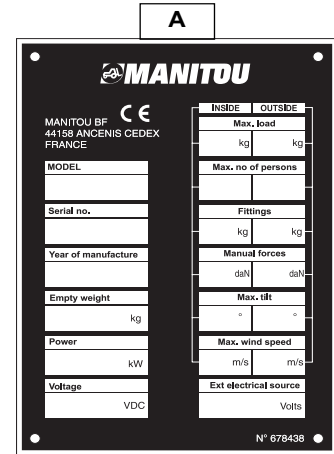 A
MANITOU
MANITOU BF CE
44158 ANCENIS CEDEX
FRANCE
MODEL
Serial no.
Year of manufacture
Empty weight
kg
Power
kW
Voltage
VDC
INSIDE OUTSIDE
Max. load
kg kg
Max. no of persons
Fittings
kg kg
Manual forces
daN daN
Max. tilt
° °
Max. wind speed
m/s m/s
Ext electrical source
Volts
N° 678438